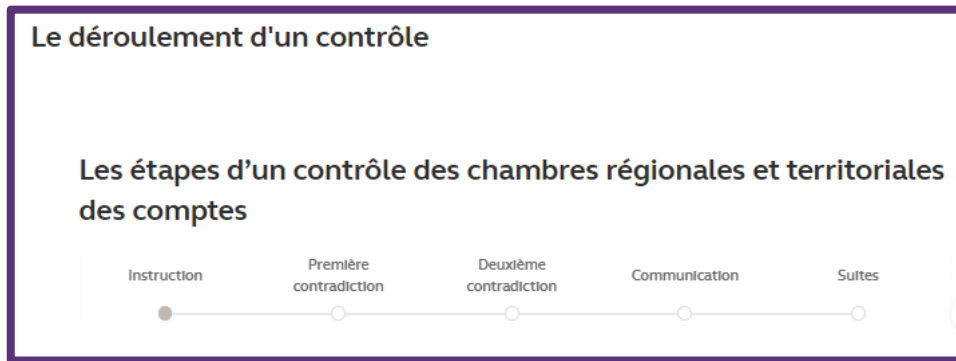 Le déroulement d'un contrôle
Les étapes d’un contrôle des chambres régionales et territoriales
des comptes
Instruction
Première
contradiction
Deuxième
contradiction
Communication
Suites